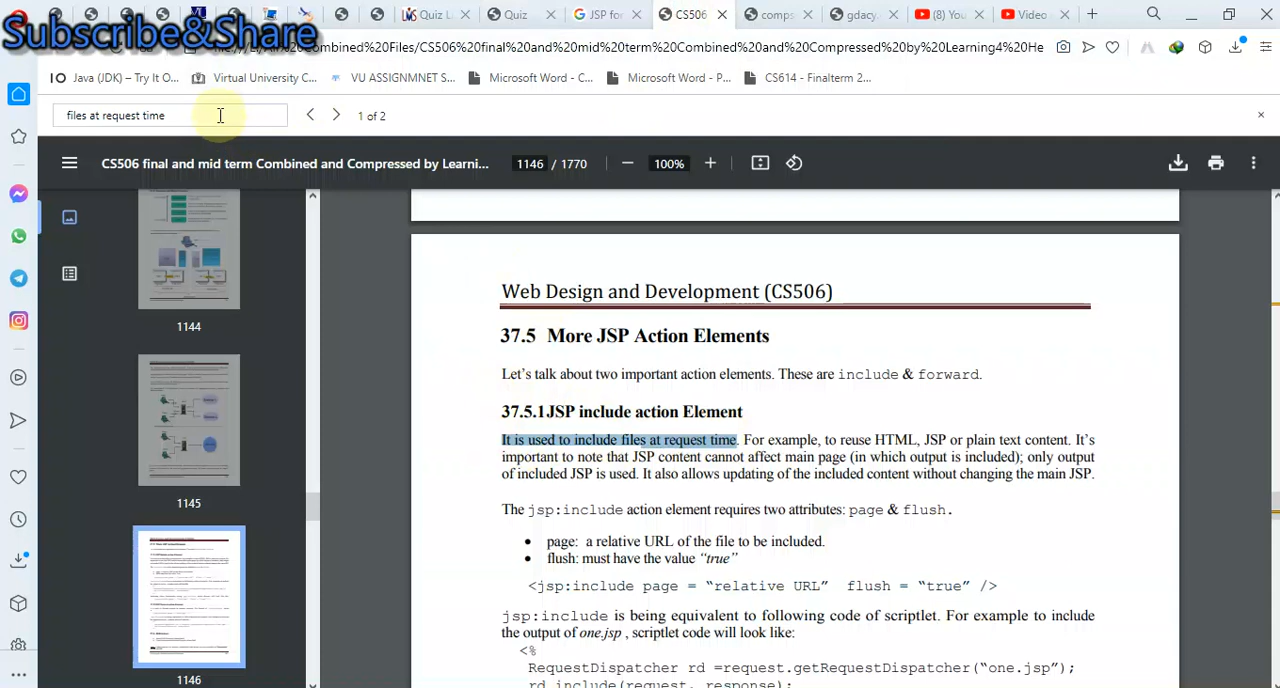 Subscribe&Share
Quiz Li
Quiz
JSP for
CS506
comps
gdacy.
(8) You
Video
Combined%20Files/CS506%20final%20and%20mid%20term%20Combined%20and%20Compressed%20by%20Learning4%20He
Java (JDK) – Try It O...
Virtual University C...
VU ASSIGNMNET S...
Microsoft Word - C...
Microsoft Word - P...
CS614 - Finalterm 2...
files at request time
1 of 2
CS506 final and mid term Combined and Compressed by Learni...
1146 / 1770
100%
1144
1145
1146
Web Design and Development (CS506)
37.5 More JSP Action Elements
Let's talk about two important action elements. These are include & forward.
37.5.1JSP include action Element
It is used to include files at request time. For example, to reuse HTML, JSP or plain text content. It's
important to note that JSP content cannot affect main page (in which output is included); only output
of included JSP is used. It also allows updating of the included content without changing the main JSP.
The jsp:include action element requires two attributes: page & flush.
• page: a relative URL of the file to be included.
• flush: always have the value “true”
<jsp:include page = “relative URL” flush = “true” />
jsp:include being equivalent to following code of scriptlet. For example to include
the output of one.jsp, scriptlet code will look like:
<%
RequestDispatcher rd =request.getRequestDispatcher(“one.jsp”);
rd.include(request, response);